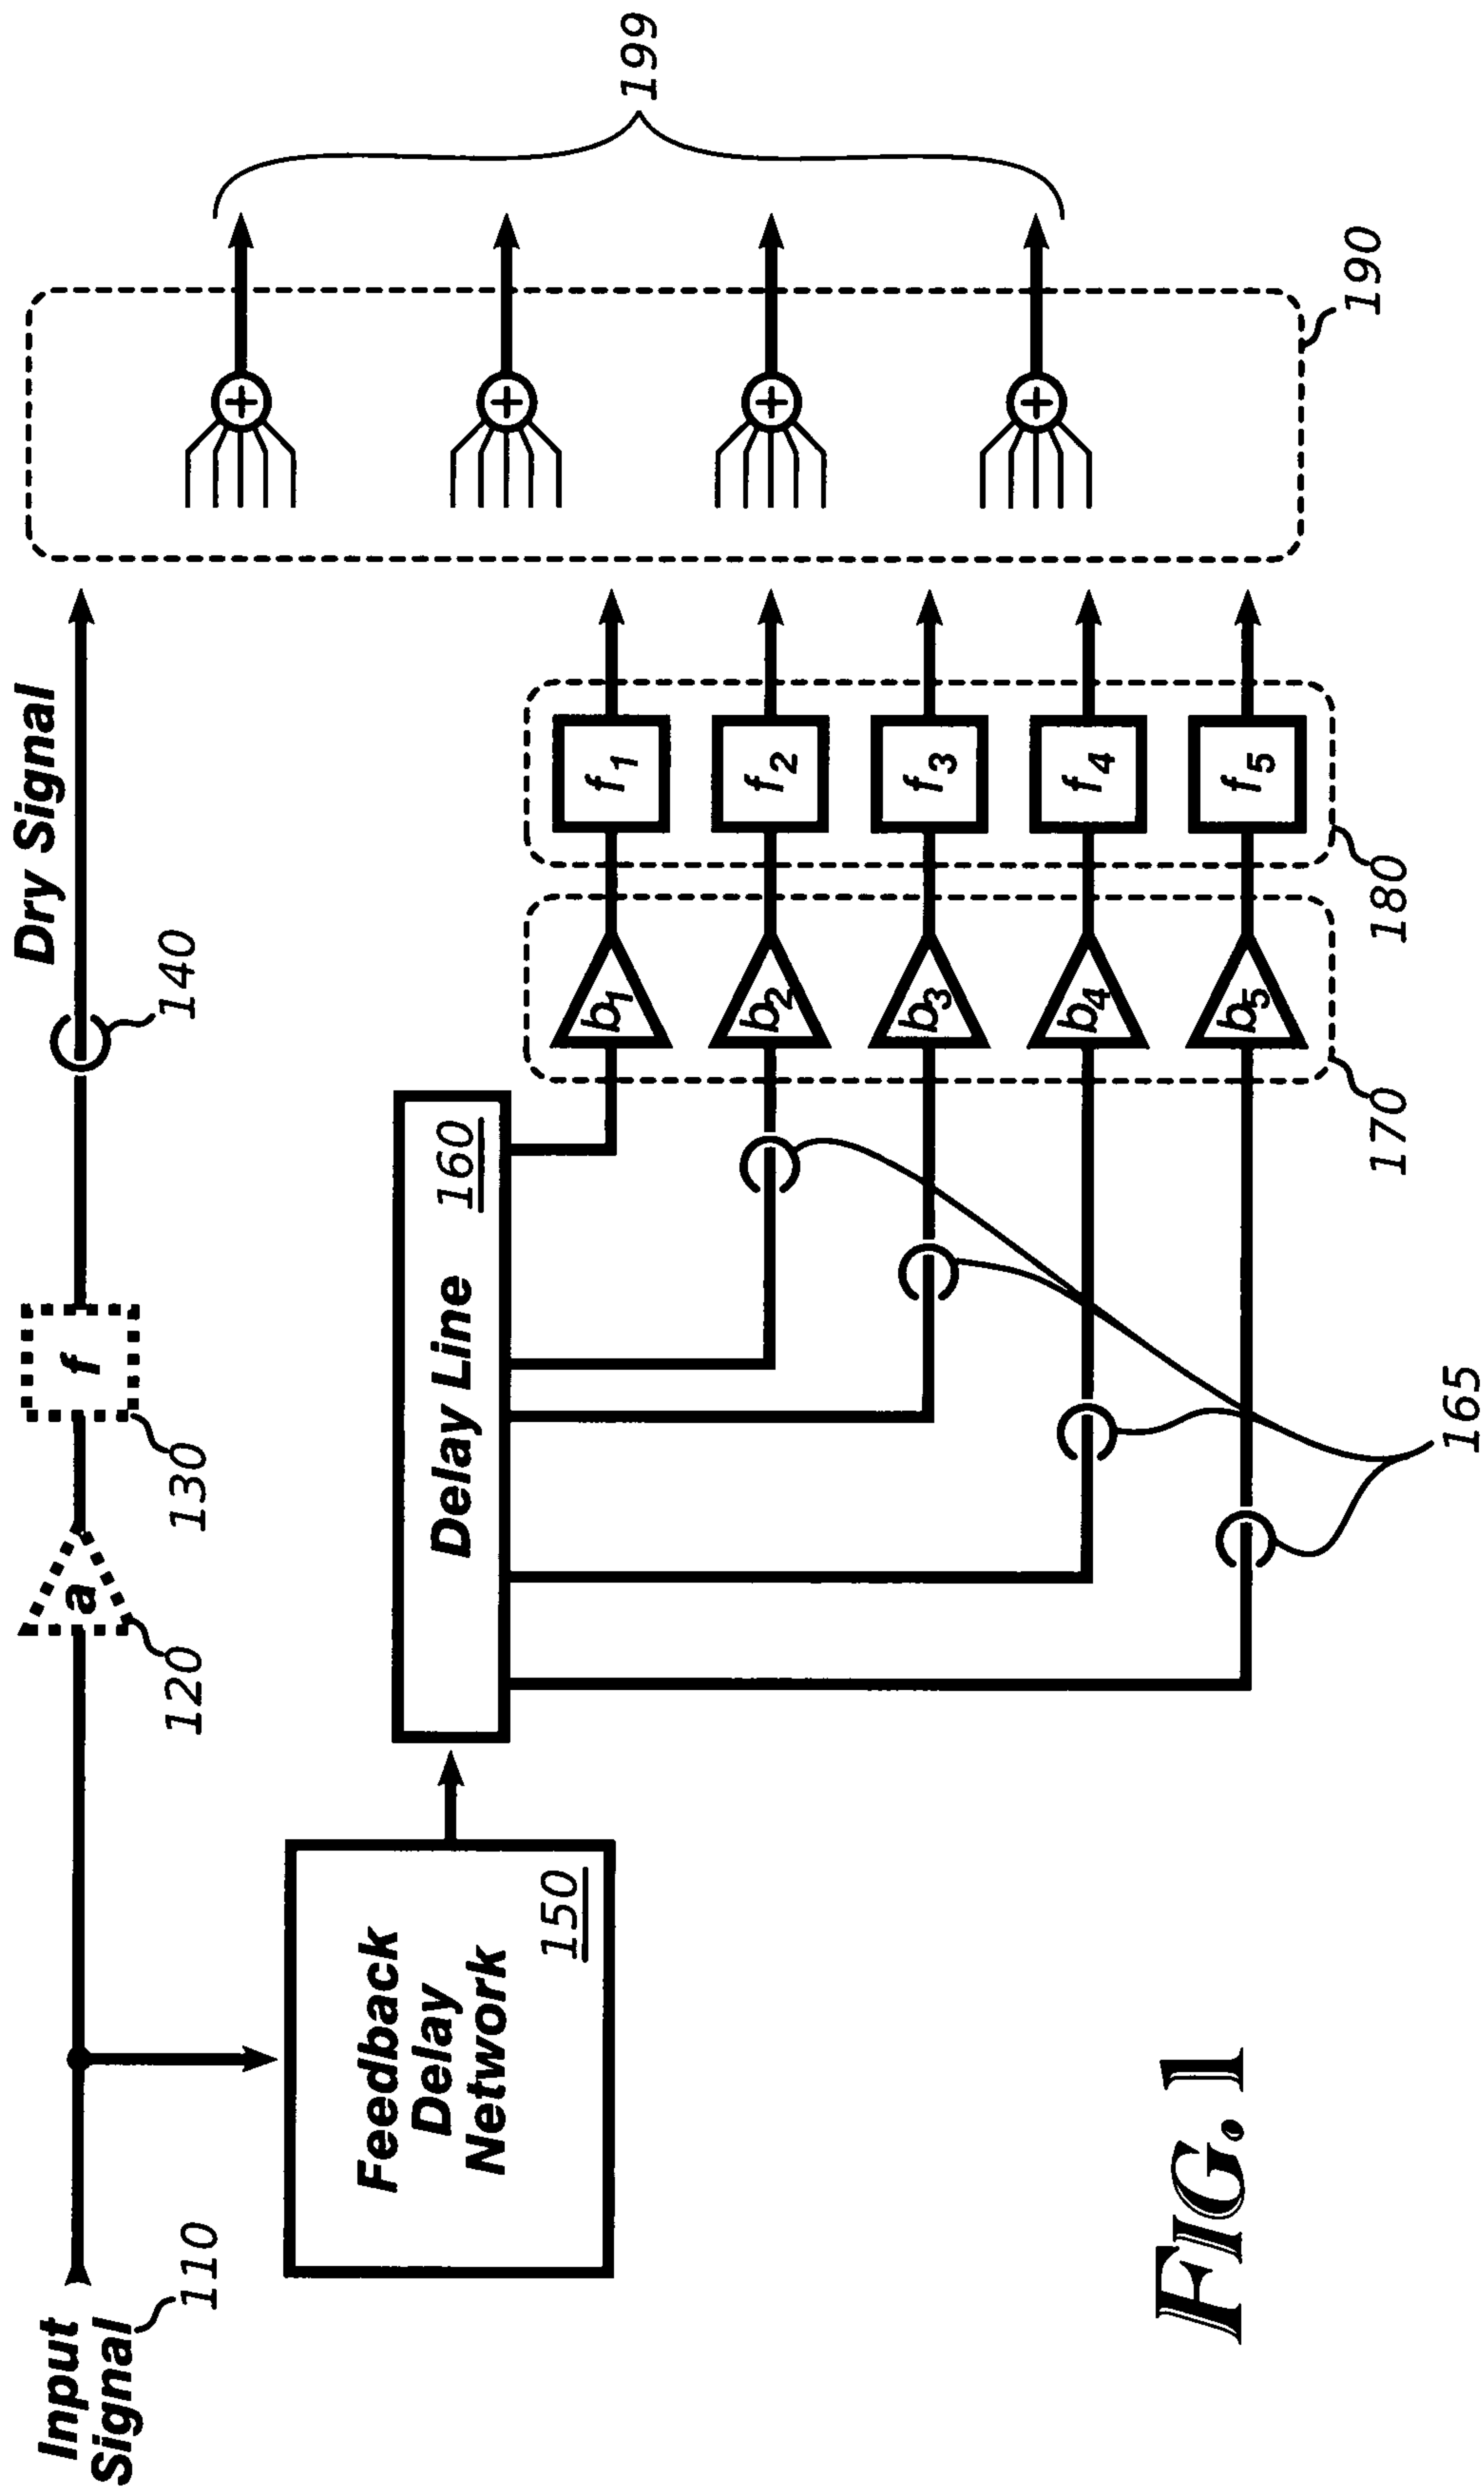 Input
Signal
110
120
a
130
f
140
Dry Signal
Feedback
Delay
Network
150
Delay Line
160
165
b1
b2
b3
b4
b5
170
f1
f2
f3
f4
f5
180
+
+
+
+
190
199
FIG. 1